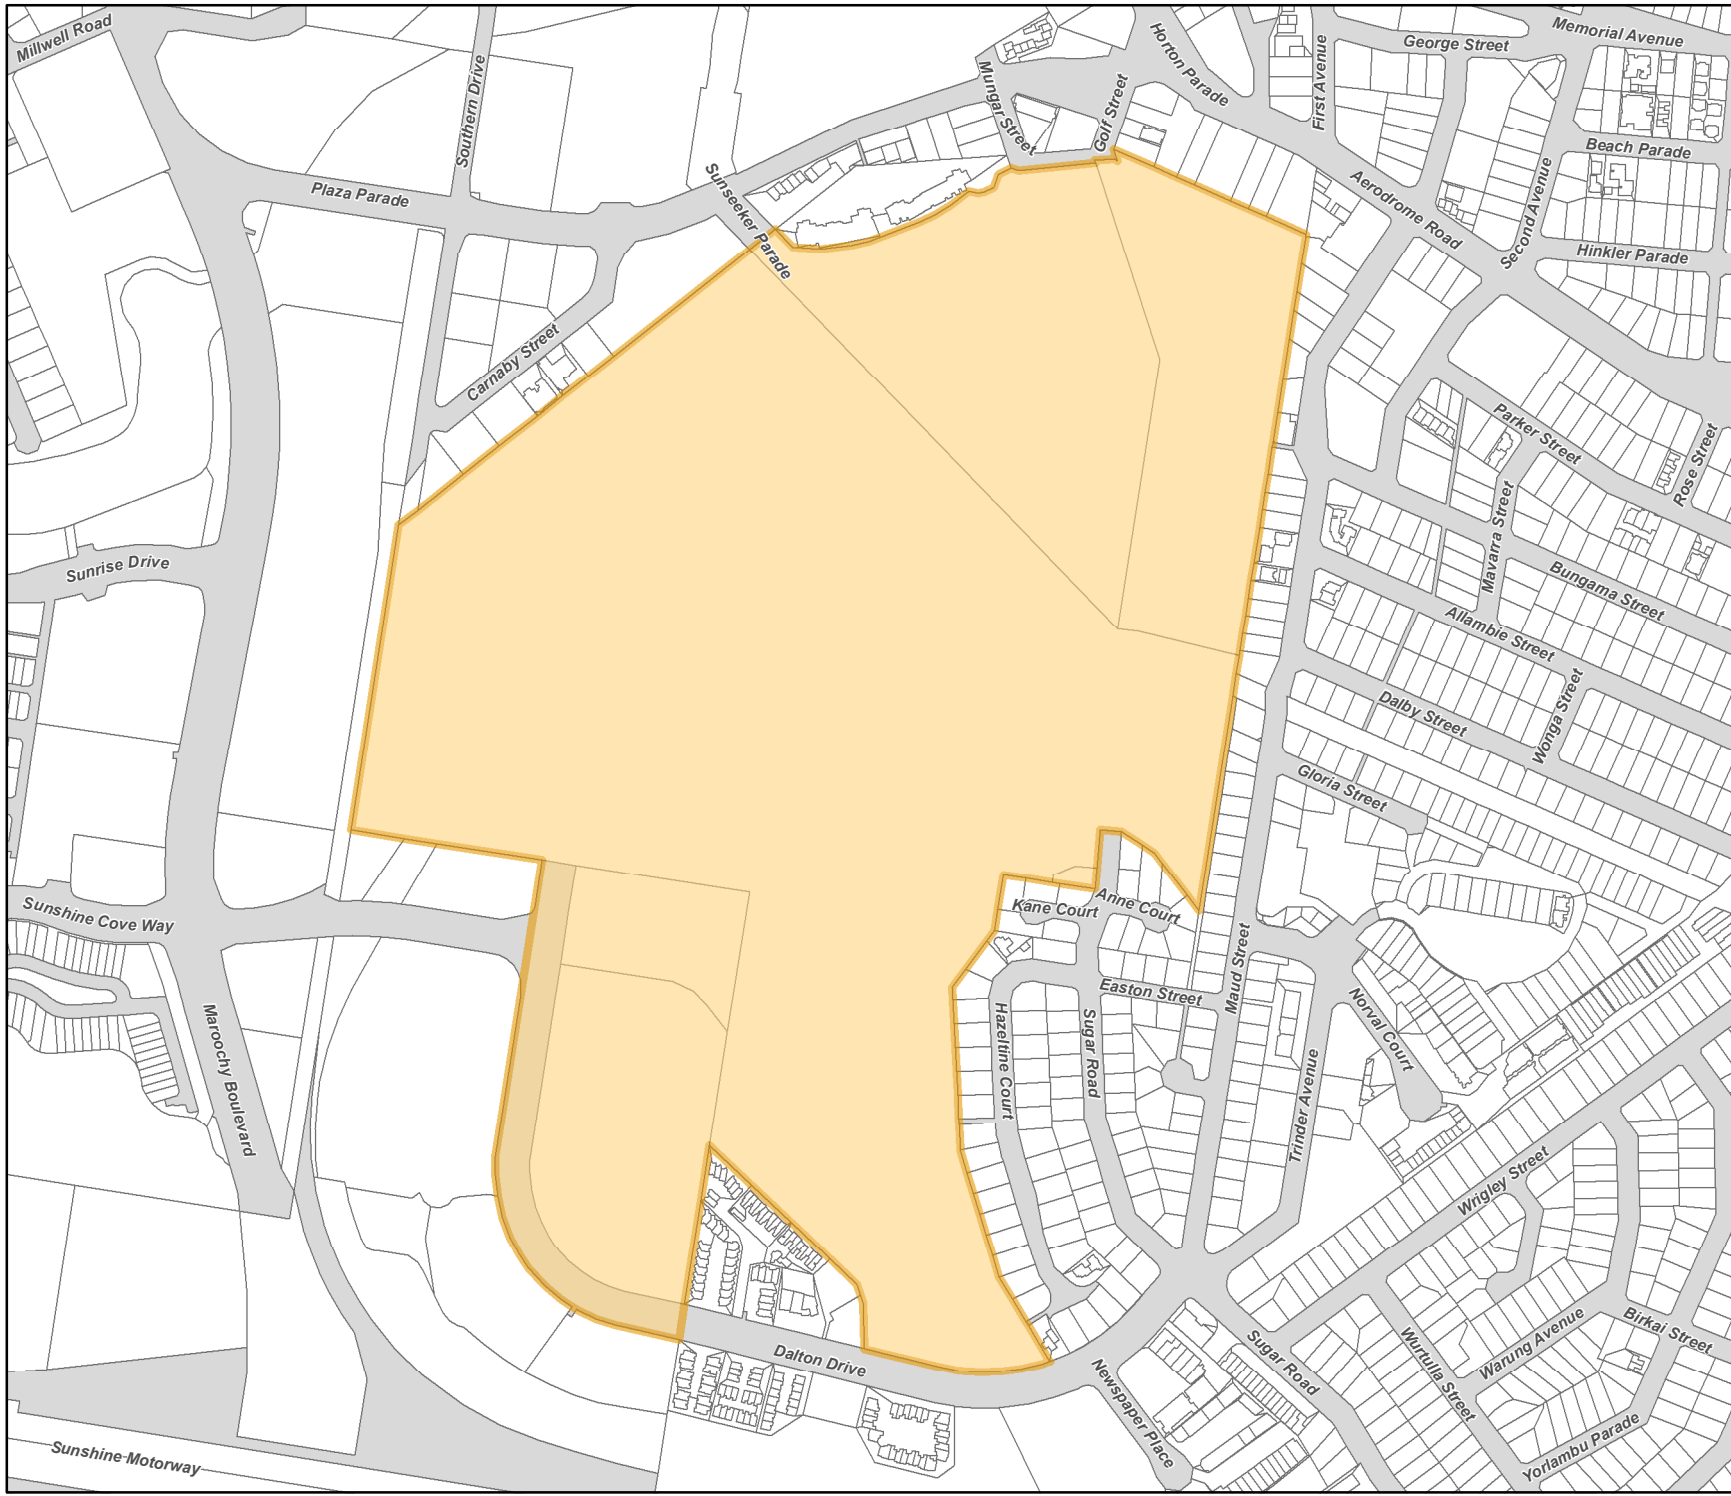 Millwell Road
Southern Drive
Plaza Parade
Sunseeker Parade
Mungar Street
Golf Street
Horton Parade
First Avenue
George Street
Memorial Avenue
Beach Parade
Second Avenue
Hinkler Parade
Aerodrome Road
Carnaby Street
Parker Street
Rose Street
Mavarra Street
Bungama Street
Allambie Street
Sunrise Drive
Dalby Street
Wonga Street
Gloria Street
Sunshine Cove Way
Kane Court
Anne Court
Maud Street
Easton Street
Norval Court
Maroochy Boulevard
Hazeltine Court
Sugar Road
Trinder Avenue
Wrigley Street
Dalton Drive
Newspaper Place
Sugar Road
Wurtulla Street
Warung Avenue
Birkai Street
Yorlambu Parade
Sunshine Motorway